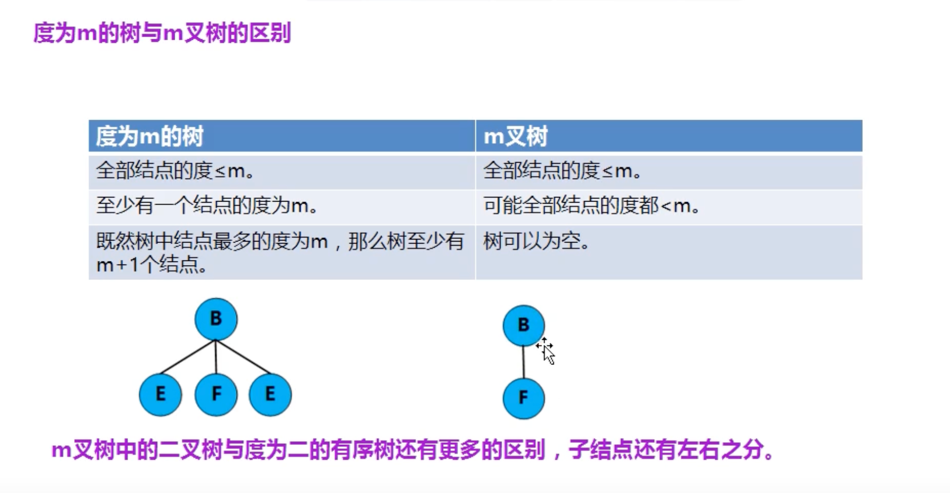 度为m的树与m叉树的区别
度为m的树
m叉树
全部结点的度≤m。
全部结点的度≤m。
至少有一个结点的度为m。
可能全部结点的度都<m。
既然树中结点最多的度为m，那么树至少有
m+1个结点。
树可以为空。
B
E
F
E
B
F
m叉树中的二叉树与度为二的有序树还有更多的区别，子结点还有左右之分。